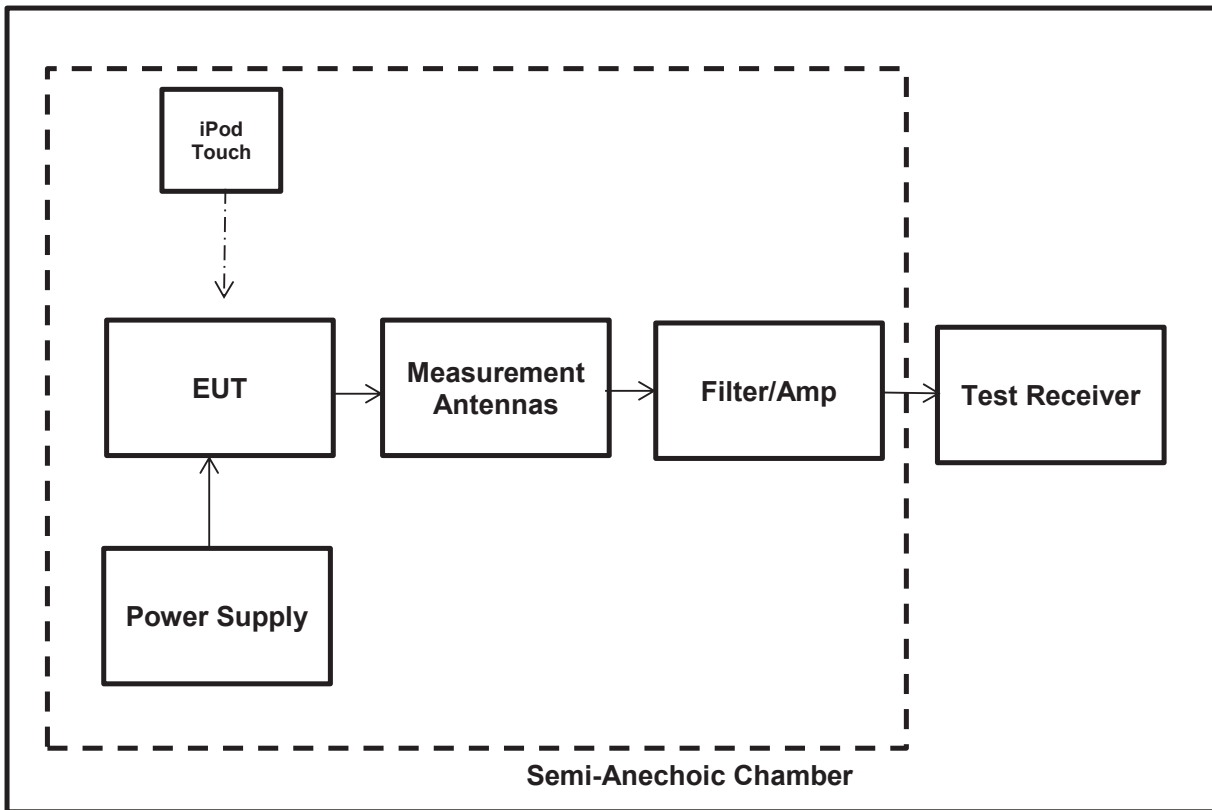 iPod
Touch
EUT
Measurement
Antennas
Filter/Amp
Test Receiver
Power Supply
Semi-Anechoic Chamber